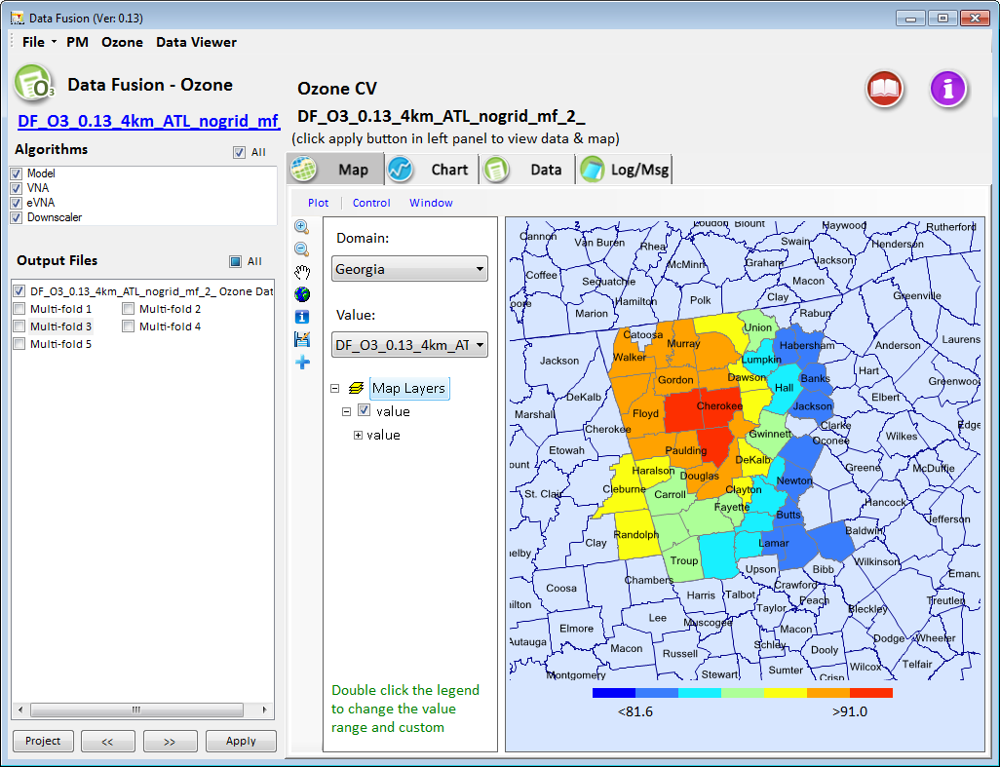 Data Fusion (Ver: 0.13)
File PM Ozone Data Viewer
O3
Data Fusion - Ozone
DF_O3_0.13_4km_ATL_nogrid_mf
Algorithms
All
Model
VNA
eVNA
Downscaler
Output Files
All
DF_O3_0.13_4km_ATL_nogrid_mf_2_ Ozone Dat
Multi-fold 1 Multi-fold 2
Multi-fold 3 Multi-fold 4
Multi-fold 5
Project << >> Apply
Ozone CV
DF_O3_0.13_4km_ATL_nogrid_mf_2_
(click apply button in left panel to view data & map)
Map Chart Data Log/Msg
Plot Control Window
Domain:
Georgia
Value:
DF_O3_0.13_4km_AT
Map Layers
value
value
Double click the legend
to change the value
range and custom
Loudon Blount Haywood Rutherford
Cannon Van Buren Rhea Swain Henderson
Coffee Sequatchie McMinn Graham Jackson
Macon
oore Marion Hamilton Polk Clay Greenville
Rabun
Catoosa Union
Walker Murray Habersham Anderson Laurens
Jackson Lumpkin
Gordon Dawson Hall Banks Hart Greenwoo
DeKalb Floyd Cherokee Jackson Elbert
Marshall Cherokee Clarke Wilkes Edge
Gwinnett Oconee
Etowah Paulding DeKalb
ount Haralson Douglas Newton Greene McDuffie
St. Clair Cleburne Carroll Clayton Hancock
Fayette Butts Jefferson
Clay Randolph Lamar Baldwin
elby Troup Upson Bibb Wilkinson
Coosa Chambers Crawford Emanu
ilton Harris Talbot Peach Treutlen
Lee Taylor Bleckley
Elmore Muscogee Macon
Autauga Macon Russell Schley Dooly Dodge Wheeler
Montgomery Stewart Sumter Crisp Wilcox Telfair
<81.6 >91.0